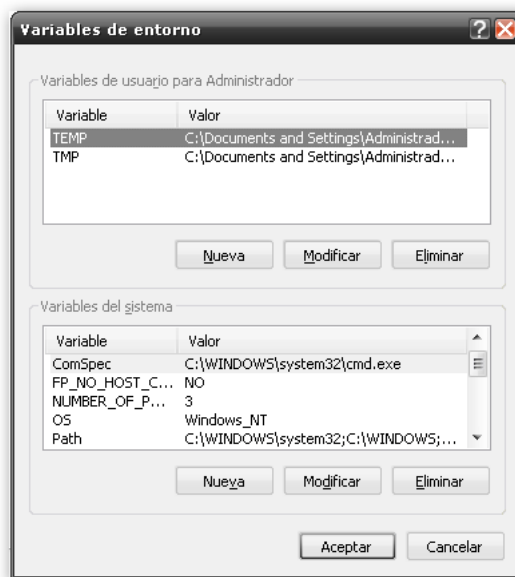 Variables de entorno
Variables de usuario para Administrador
Variable Valor
TEMP C:\Documents and Settings\Administrad...
TMP C:\Documents and Settings\Administrad...
Nueva Modificar Eliminar
Variables del sistema
Variable Valor
ComSpec C:\WINDOWS\system32\cmd.exe
FP_NO_HOST_C... NO
NUMBER_OF_P... 3
OS Windows_NT
Path C:\WINDOWS\system32;C:\WINDOWS;...
Nueva Modificar Eliminar
Aceptar Cancelar